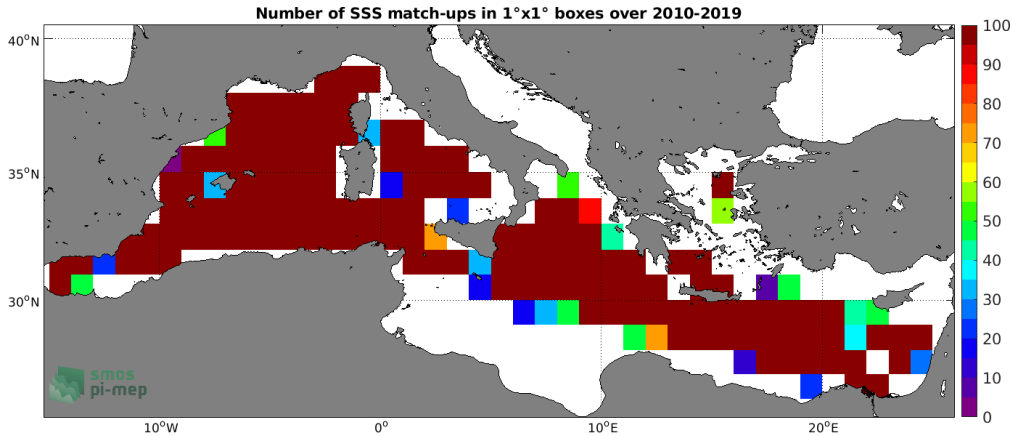 Number of SSS match-ups in 1°x1° boxes over 2010-2019
40°N
35°N
30°N
10°W
0°C
10°E
20°E
100
90
80
70
60
50
40
30
20
10
0
smos
pi-mep